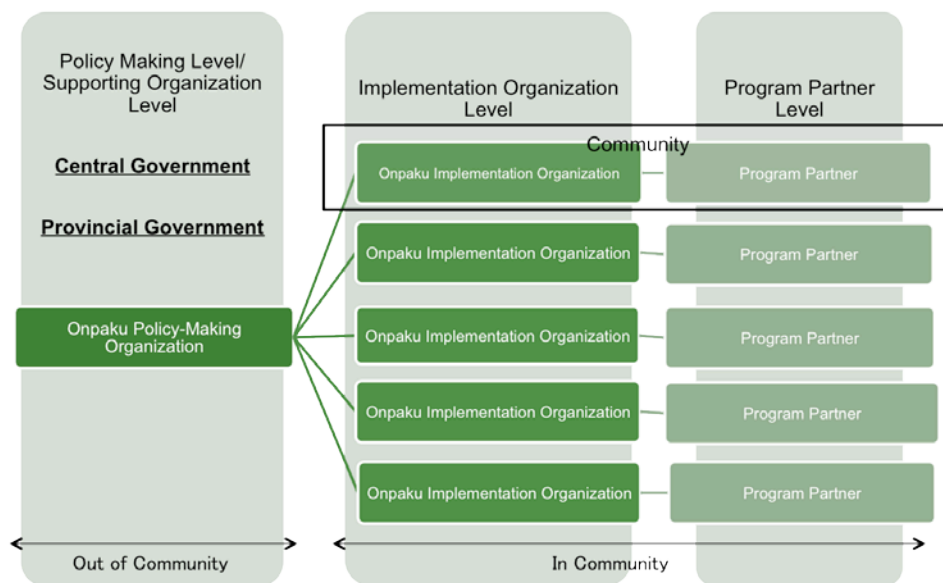 Policy Making Level/
Supporting Organization
Level
Central Government
Provincial Government
Onpaku Policy-Making
Organization
Implementation Organization
Level
Program Partner
Level
Community
Onpaku Implementation Organization
Program Partner
Onpaku Implementation Organization
Program Partner
Onpaku Implementation Organization
Program Partner
Onpaku Implementation Organization
Program Partner
Onpaku Implementation Organization
Program Partner
Out of Community
In Community